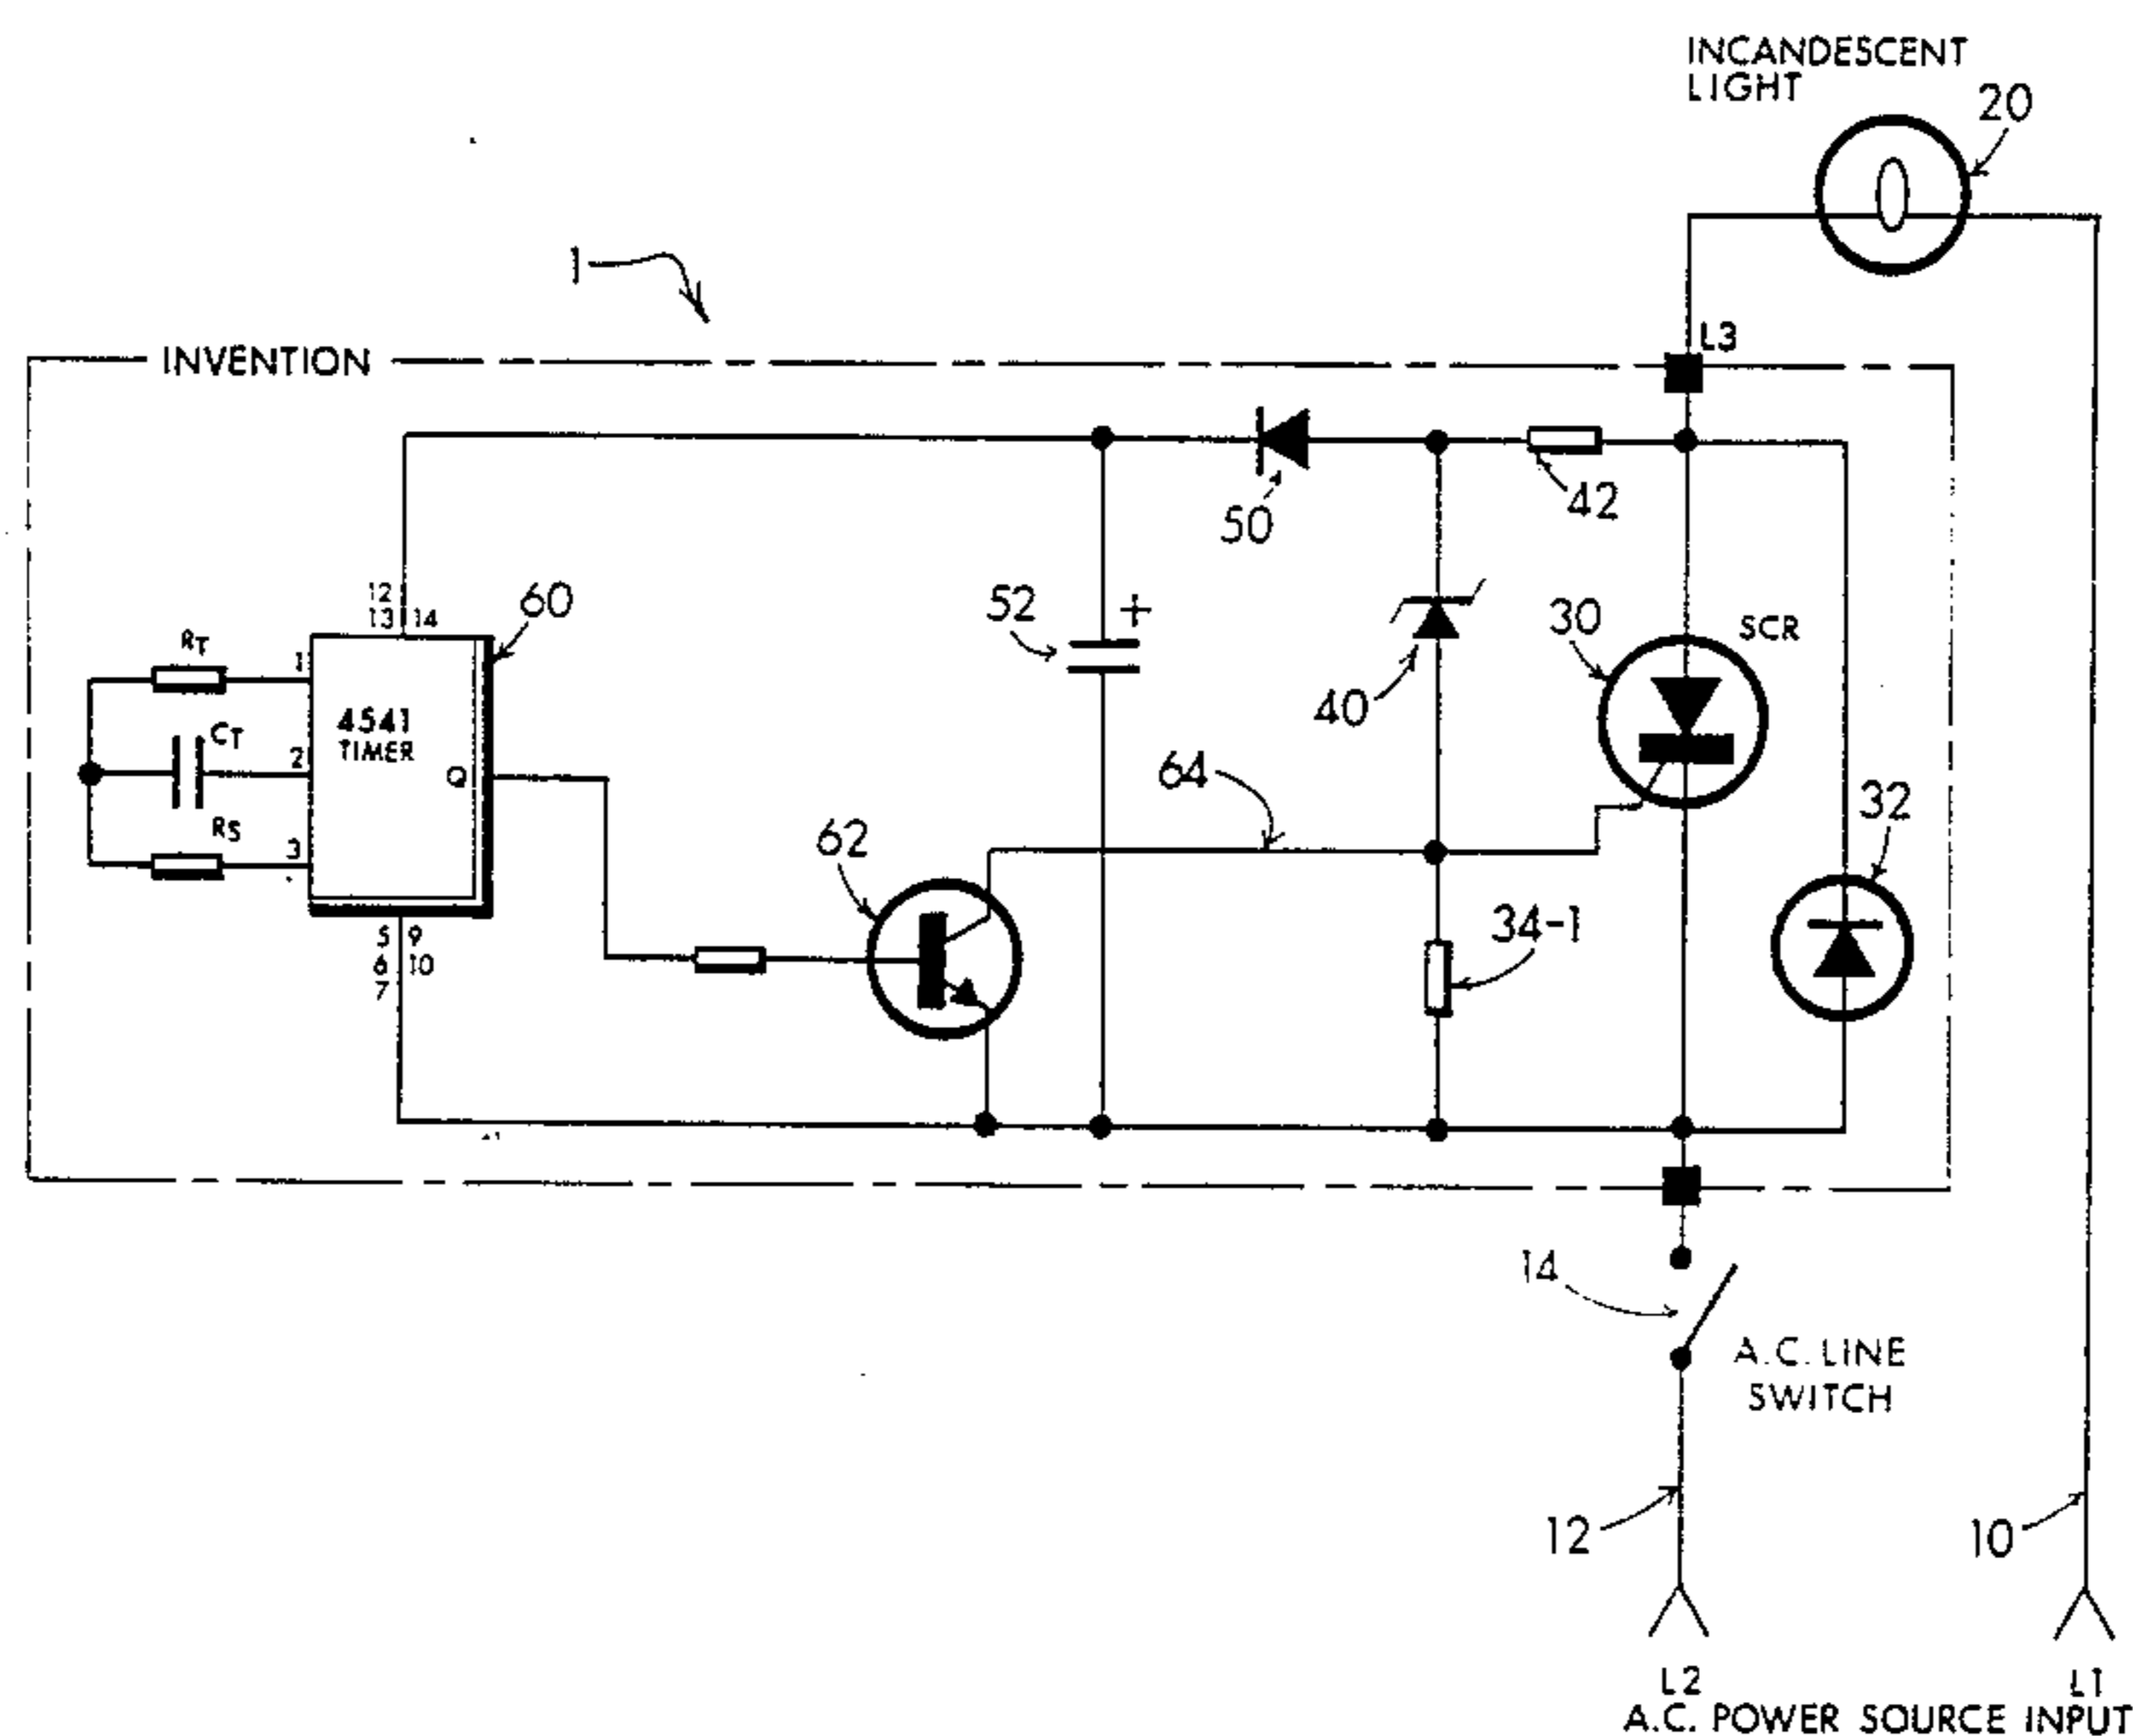 INCANDESCENT
LIGHT
20
1
L3
INVENTION
42
50
12
13 14
60
52
+
30
SCR
RT
1
40
4541
TIMER
CT
2
Q
64
32
RS
3
62
34-1
5 9
6 10
7
14
A.C. LINE
SWITCH
12
10
L2
L1
A.C. POWER SOURCE INPUT